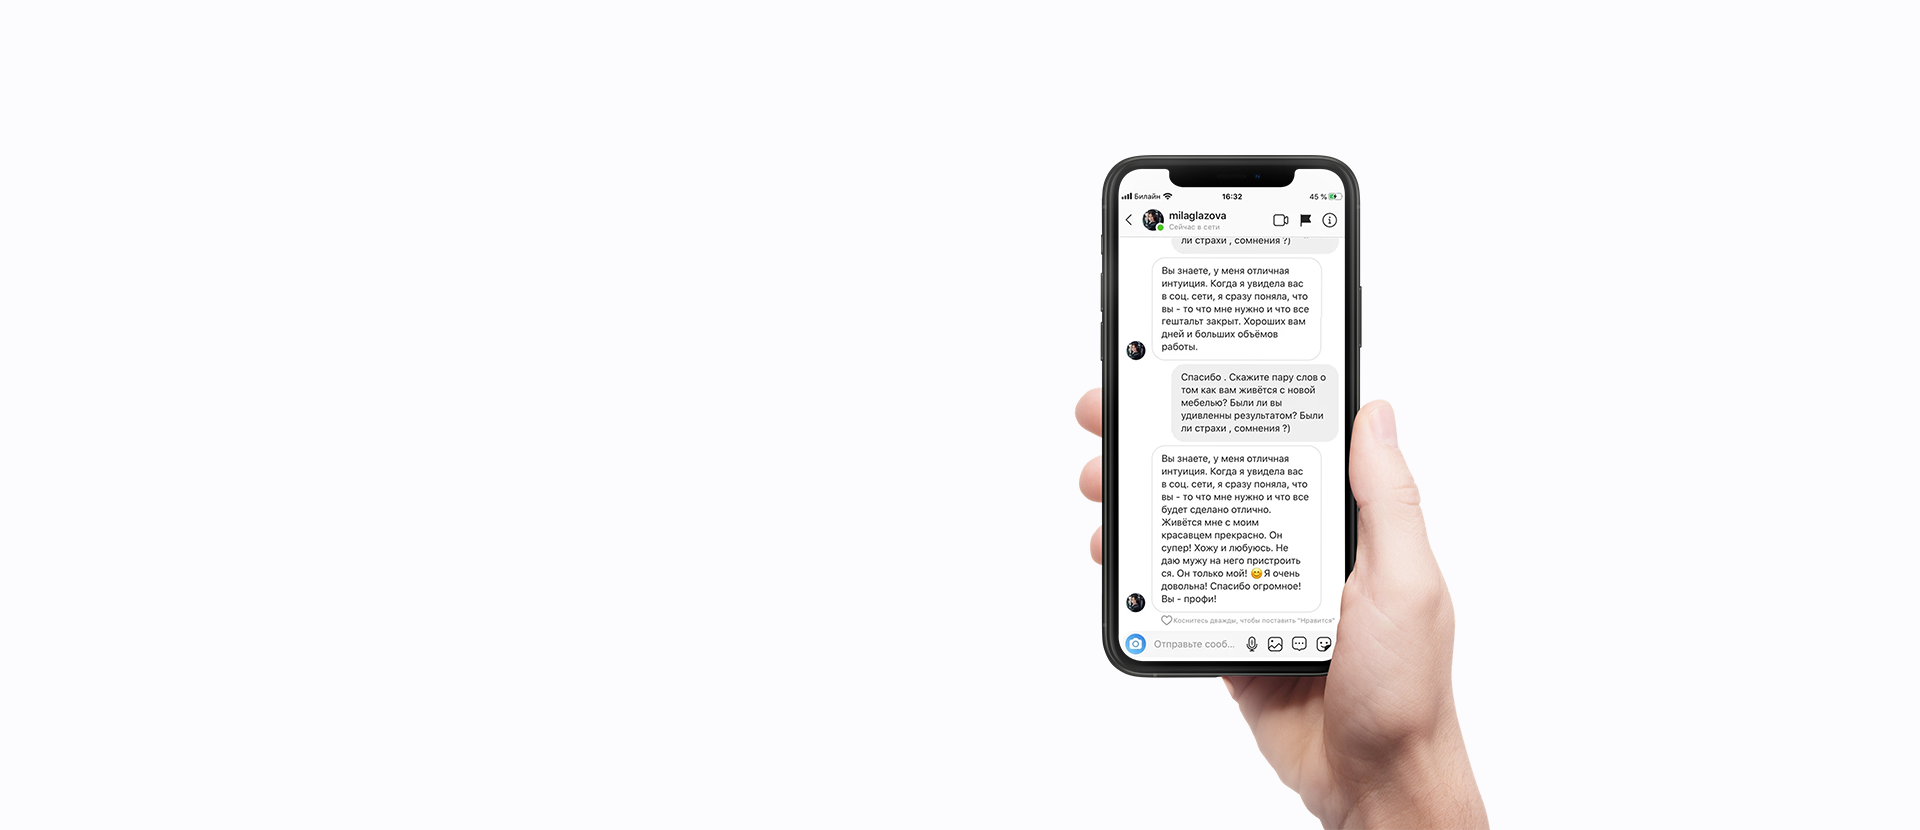 Билайн 16:32 45 %
milaglazova
Сейчас в сети
ли страхи , сомнения ?)
Вы знаете, у меня отличная
интуиция. Когда я увидела вас
в соц. сети, я сразу поняла, что
вы - то что мне нужно и что все
гештальт закрыт. Хороших вам
дней и больших объёмов
работы.
Спасибо . Скажите пару слов о
том как вам живётся с новой
мебелью? Были ли вы
удивленны результатом? Были
ли страхи , сомнения ?)
Вы знаете, у меня отличная
интуиция. Когда я увидела вас
в соц. сети, я сразу поняла, что
вы - то что мне нужно и что все
будет сделано отлично.
Живётся мне с моим
красавцем прекрасно. Он
супер! Хожу и любуюсь. Не
даю мужу на него пристроить
ся. Он только мой! 😊 Я очень
довольна! Спасибо огромное!
Вы - профи!
Коснитесь дважды, чтобы поставить "Нравится"
Отправьте сооб...